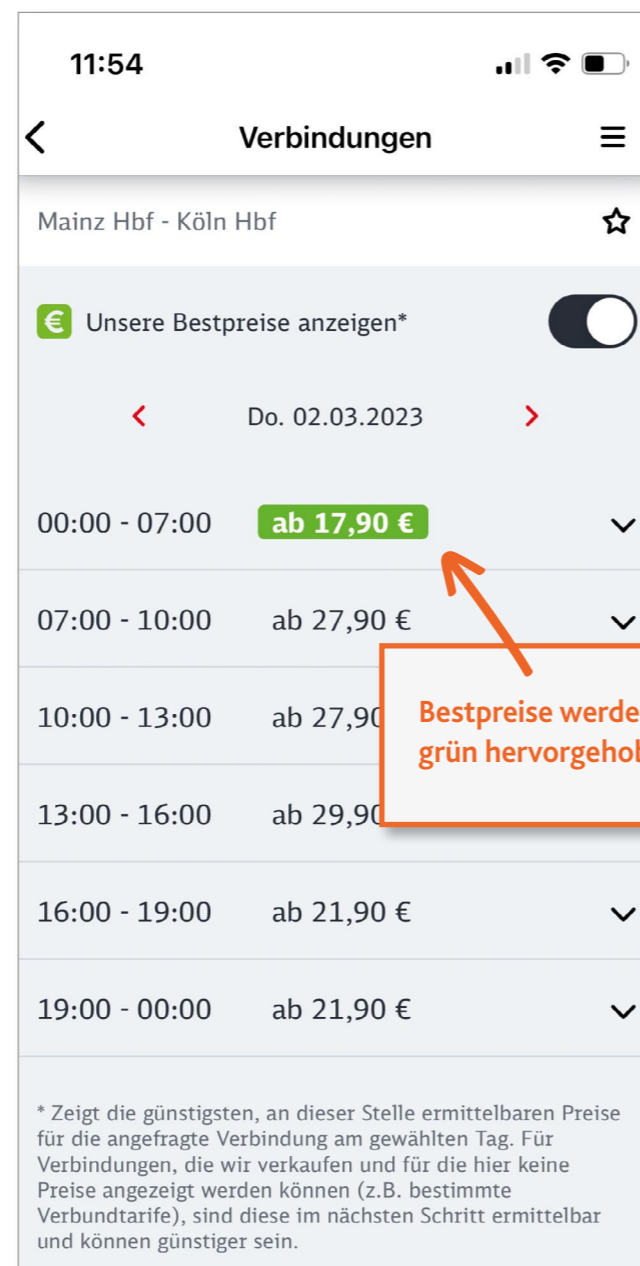 11:54
Verbindungen
Mainz Hbf - Köln Hbf
€ Unsere Bestpreise anzeigen*
Do. 02.03.2023
00:00 - 07:00 ab 17,90 €
07:00 - 10:00 ab 27,90 €
10:00 - 13:00 ab 27,90
Bestpreise werde
grün hervorgehob
13:00 - 16:00 ab 29,90
16:00 - 19:00 ab 21,90 €
19:00 - 00:00 ab 21,90 €
* Zeigt die günstigsten, an dieser Stelle ermittelbaren Preise
für die angefragte Verbindung am gewählten Tag. Für
Verbindungen, die wir verkaufen und für die hier keine
Preise angezeigt werden können (z.B. bestimmte
Verbundtarife), sind diese im nächsten Schritt ermittelbar
und können günstiger sein.